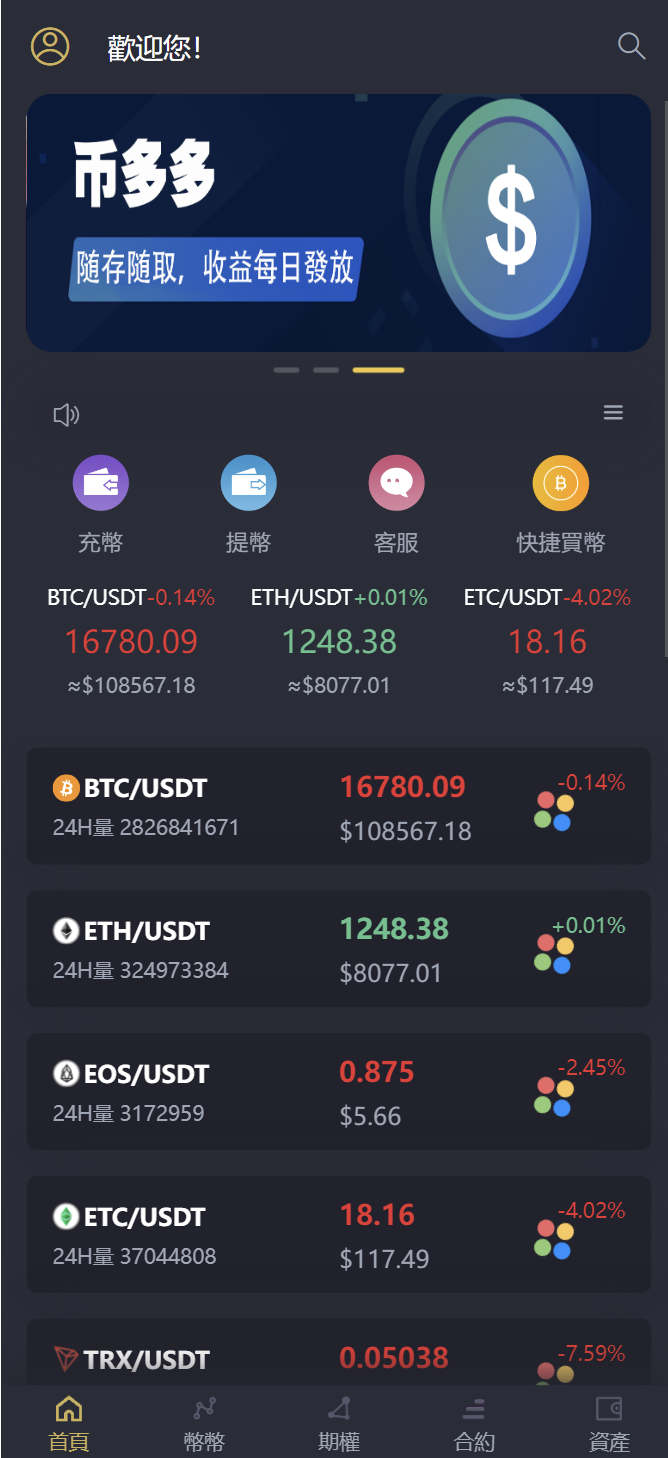 歡迎您!
币多多
随存随取，收益每日發放
$
充幣
提幣
客服
快捷買幣
BTC/USDT-0.14%
16780.09
≈$108567.18
ETH/USDT+0.01%
1248.38
≈$8077.01
ETC/USDT-4.02%
18.16
≈$117.49
BTC/USDT
24H量 2826841671
16780.09
$108567.18
-0.14%
ETH/USDT
24H量 324973384
1248.38
$8077.01
+0.01%
EOS/USDT
24H量 3172959
0.875
$5.66
-2.45%
ETC/USDT
24H量 37044808
18.16
$117.49
-4.02%
TRX/USDT
0.05038
-7.59%
首頁
幣幣
期權
合約
資產